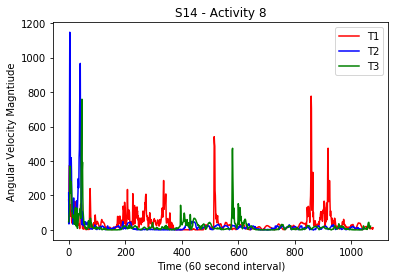 S14 - Activity 8
Angular Velocity Magntiude
1200
1000
800
600
400
200
0
0 200 400 600 800 1000
Time (60 second interval)
T1
T2
T3